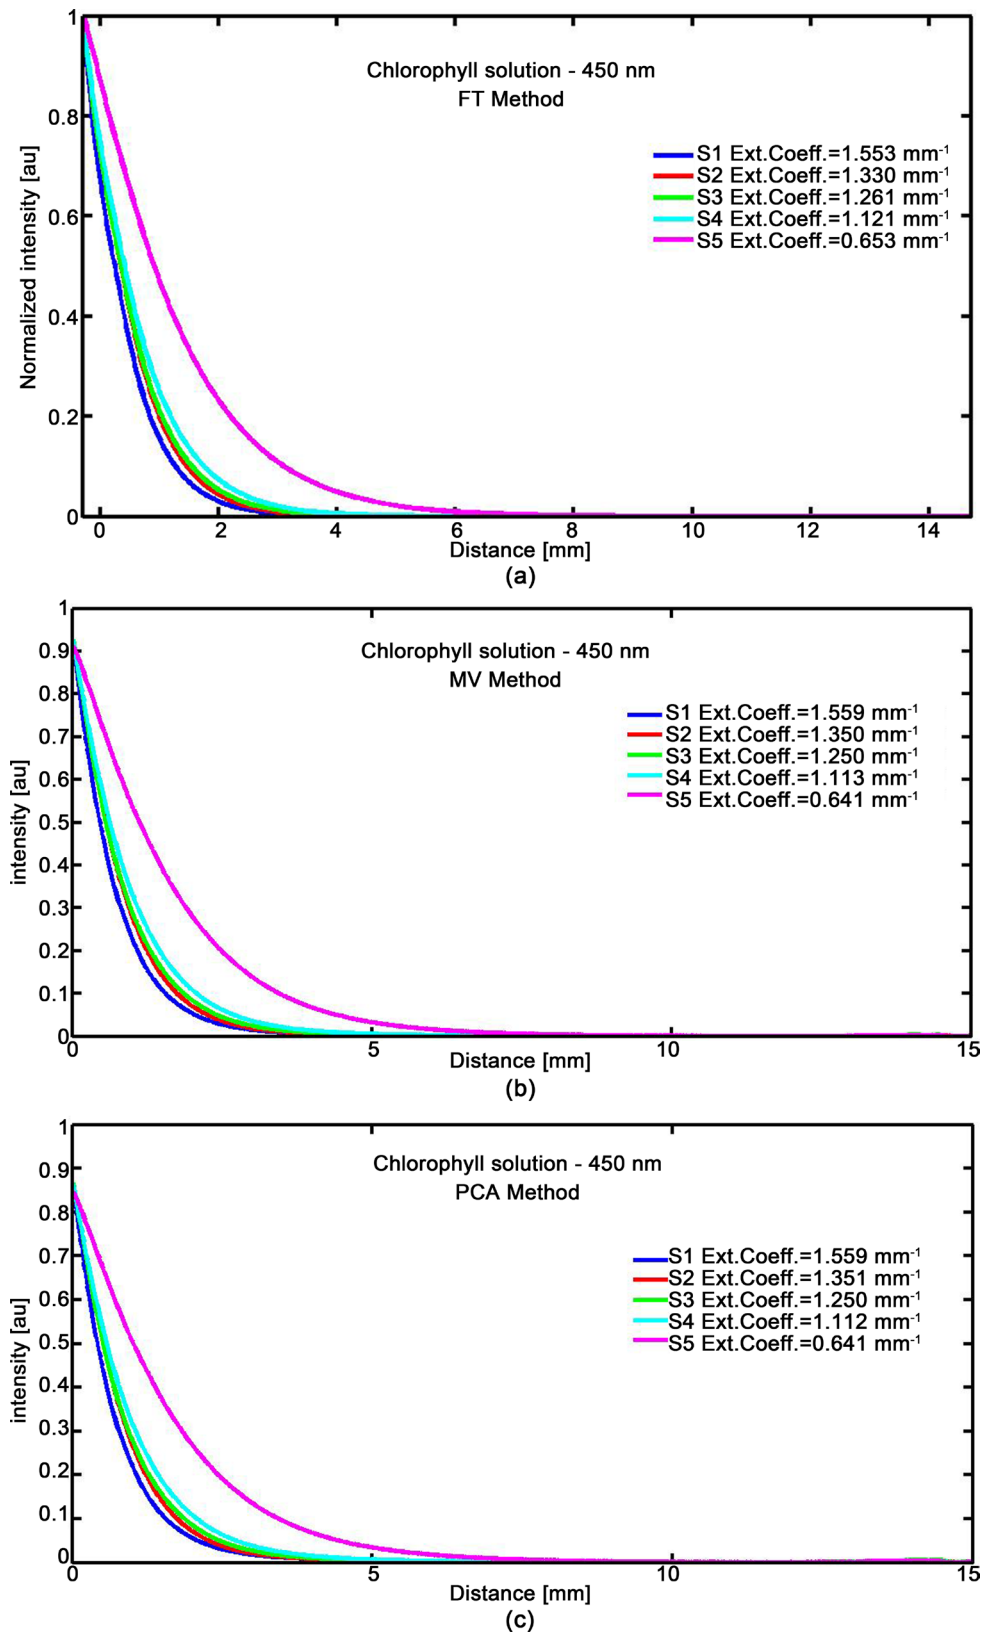 Chlorophyll solution - 450 nm
FT Method
S1 Ext.Coeff.=1.553 mm⁻¹
S2 Ext.Coeff.=1.330 mm⁻¹
S3 Ext.Coeff.=1.261 mm⁻¹
S4 Ext.Coeff.=1.121 mm⁻¹
S5 Ext.Coeff.=0.653 mm⁻¹
Normalized intensity [au]
1
0.8
0.6
0.4
0.2
0
0 2 4 6 8 10 12 14
Distance [mm]
(a)
Chlorophyll solution - 450 nm
MV Method
S1 Ext.Coeff.=1.559 mm⁻¹
S2 Ext.Coeff.=1.350 mm⁻¹
S3 Ext.Coeff.=1.250 mm⁻¹
S4 Ext.Coeff.=1.113 mm⁻¹
S5 Ext.Coeff.=0.641 mm⁻¹
intensity [au]
1
0.9
0.8
0.7
0.6
0.5
0.4
0.3
0.2
0.1
0
0 5 10 15
Distance [mm]
(b)
Chlorophyll solution - 450 nm
PCA Method
S1 Ext.Coeff.=1.559 mm⁻¹
S2 Ext.Coeff.=1.351 mm⁻¹
S3 Ext.Coeff.=1.250 mm⁻¹
S4 Ext.Coeff.=1.112 mm⁻¹
S5 Ext.Coeff.=0.641 mm⁻¹
intensity [au]
1
0.9
0.8
0.7
0.6
0.5
0.4
0.3
0.2
0.1
0
0 5 10 15
Distance [mm]
(c)